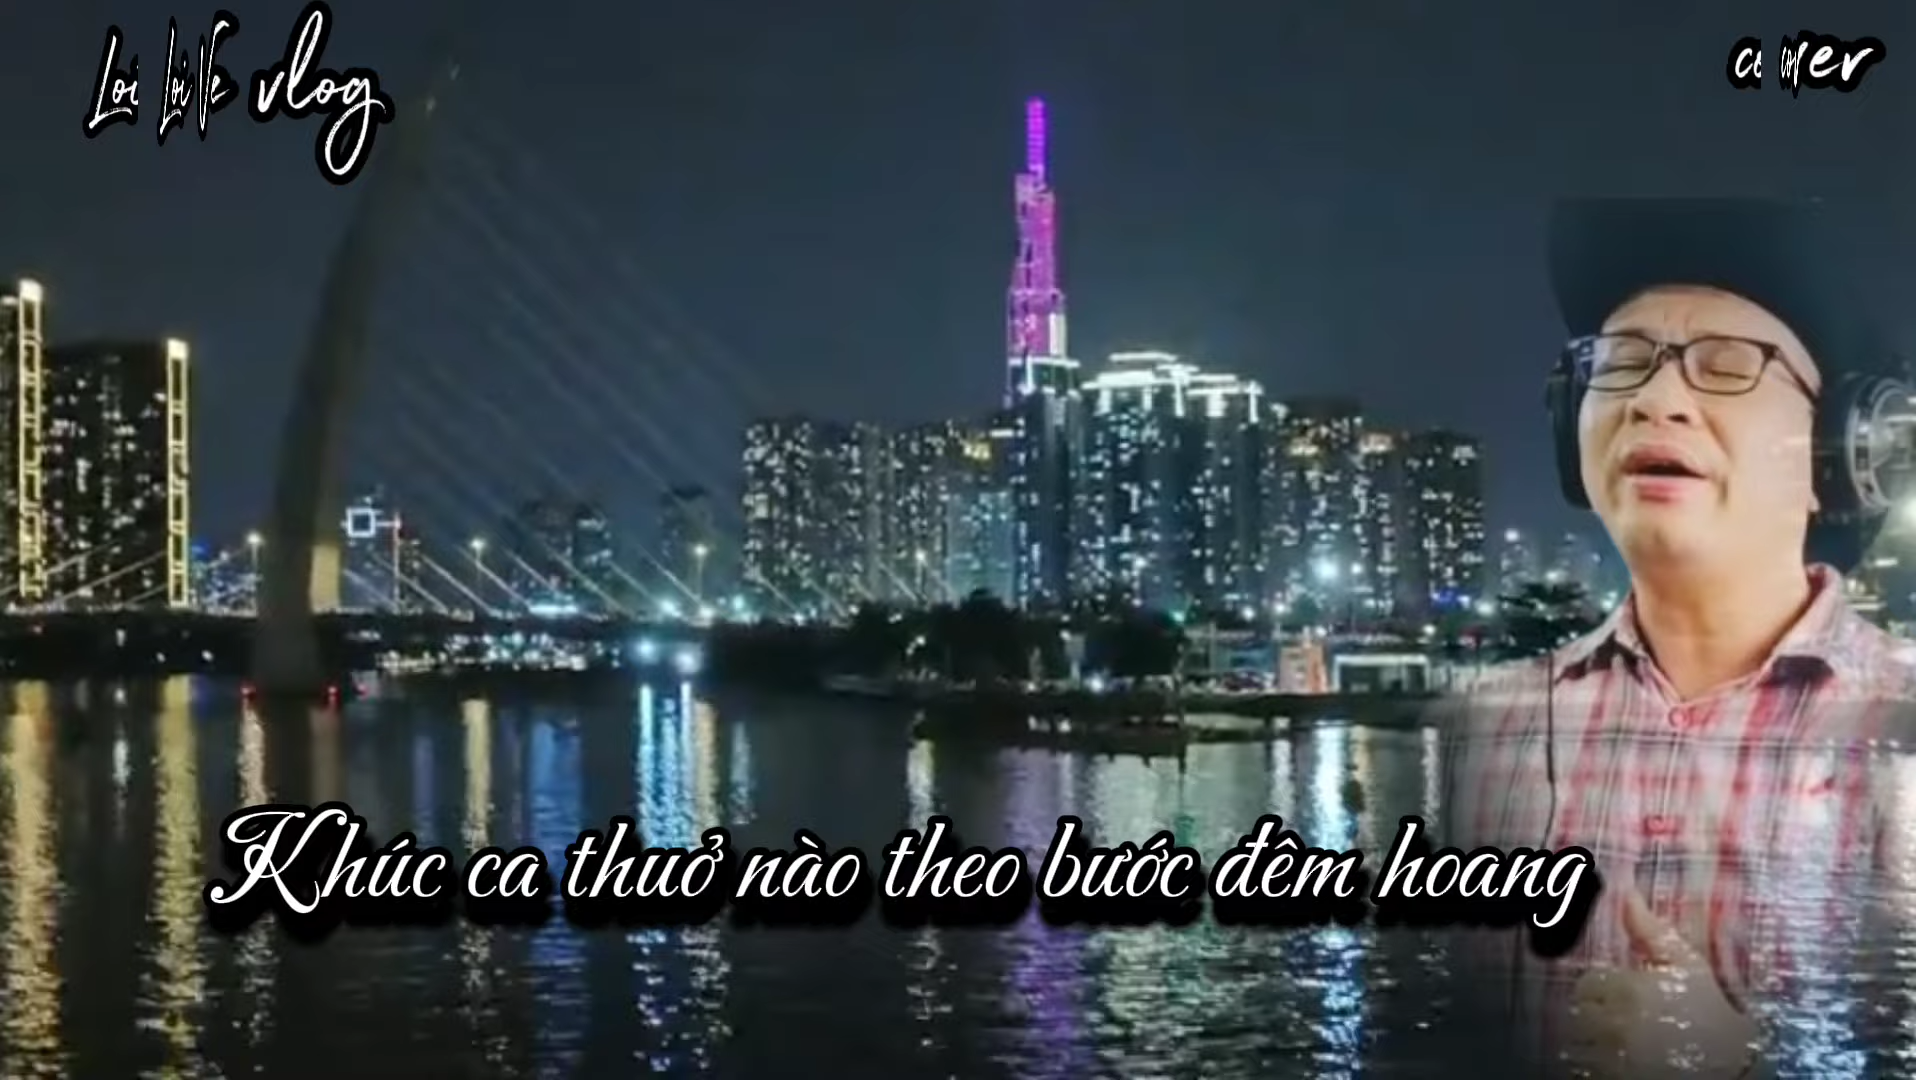 Loi Loi Ve vlog
cover
Khúc ca thuở nào theo bước đêm hoang